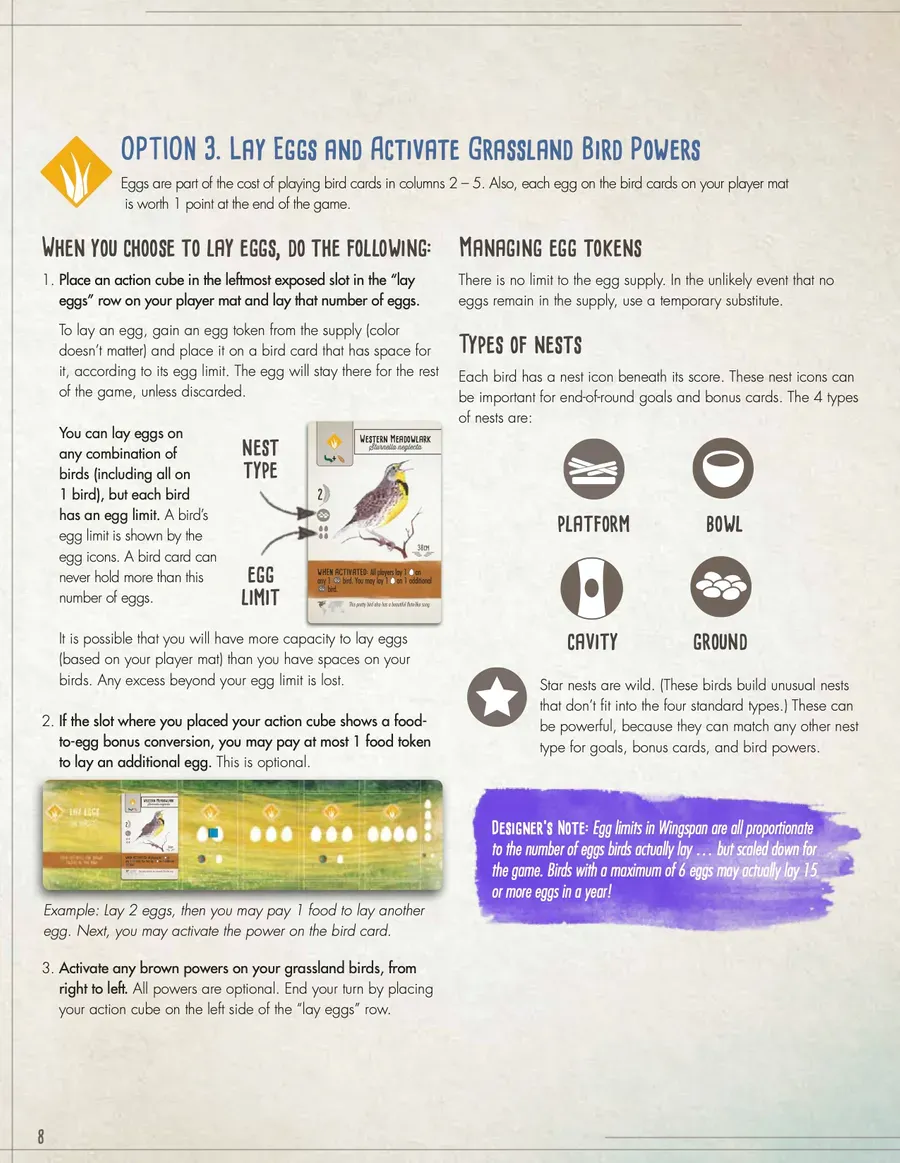 OPTION 3. Lay Eggs and Activate Grassland Bird Powers
Eggs are part of the cost of playing bird cards in columns 2 – 5. Also, each egg on the bird cards on your player mat
is worth 1 point at the end of the game.
When you choose to lay eggs, do the following:
1. Place an action cube in the leftmost exposed slot in the “lay
eggs” row on your player mat and lay that number of eggs.
To lay an egg, gain an egg token from the supply (color
doesn’t matter) and place it on a bird card that has space for
it, according to its egg limit. The egg will stay there for the rest
of the game, unless discarded.
You can lay eggs on
any combination of
birds (including all on
1 bird), but each bird
has an egg limit. A bird’s
egg limit is shown by the
egg icons. A bird card can
never hold more than this
number of eggs.
NEST
TYPE
EGG
LIMIT
Western Meadowlark
Sturnella neglecta
2
38CM
WHEN ACTIVATED: All players lay 1 on
any 1 bird. You may lay 1 on 1 additional
bird.
This pretty bird also has a beautiful flute-like song.
It is possible that you will have more capacity to lay eggs
(based on your player mat) than you have spaces on your
birds. Any excess beyond your egg limit is lost.
2. If the slot where you placed your action cube shows a food-
to-egg bonus conversion, you may pay at most 1 food token
to lay an additional egg. This is optional.
LAY EGGS
Western Meadowlark
2
Example: Lay 2 eggs, then you may pay 1 food to lay another
egg. Next, you may activate the power on the bird card.
3. Activate any brown powers on your grassland birds, from
right to left. All powers are optional. End your turn by placing
your action cube on the left side of the “lay eggs” row.
Managing egg tokens
There is no limit to the egg supply. In the unlikely event that no
eggs remain in the supply, use a temporary substitute.
Types of nests
Each bird has a nest icon beneath its score. These nest icons can
be important for end-of-round goals and bonus cards. The 4 types
of nests are:
PLATFORM
BOWL
CAVITY
GROUND
Star nests are wild. (These birds build unusual nests
that don’t fit into the four standard types.) These can
be powerful, because they can match any other nest
type for goals, bonus cards, and bird powers.
Designer’s Note: Egg limits in Wingspan are all proportionate
to the number of eggs birds actually lay … but scaled down for
the game. Birds with a maximum of 6 eggs may actually lay 15
or more eggs in a year!
8